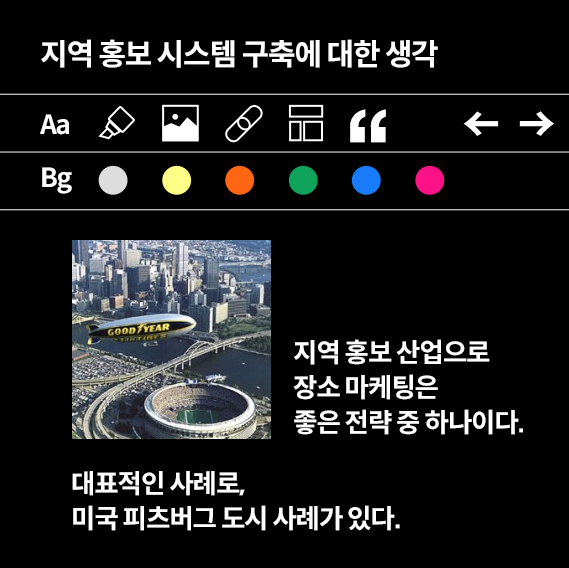 지역 홍보 시스템 구축에 대한 생각
Aa
Bg
GOODYEAR
TIRES
지역 홍보 산업으로
장소 마케팅은
좋은 전략 중 하나이다.
대표적인 사례로,
미국 피츠버그 도시 사례가 있다.